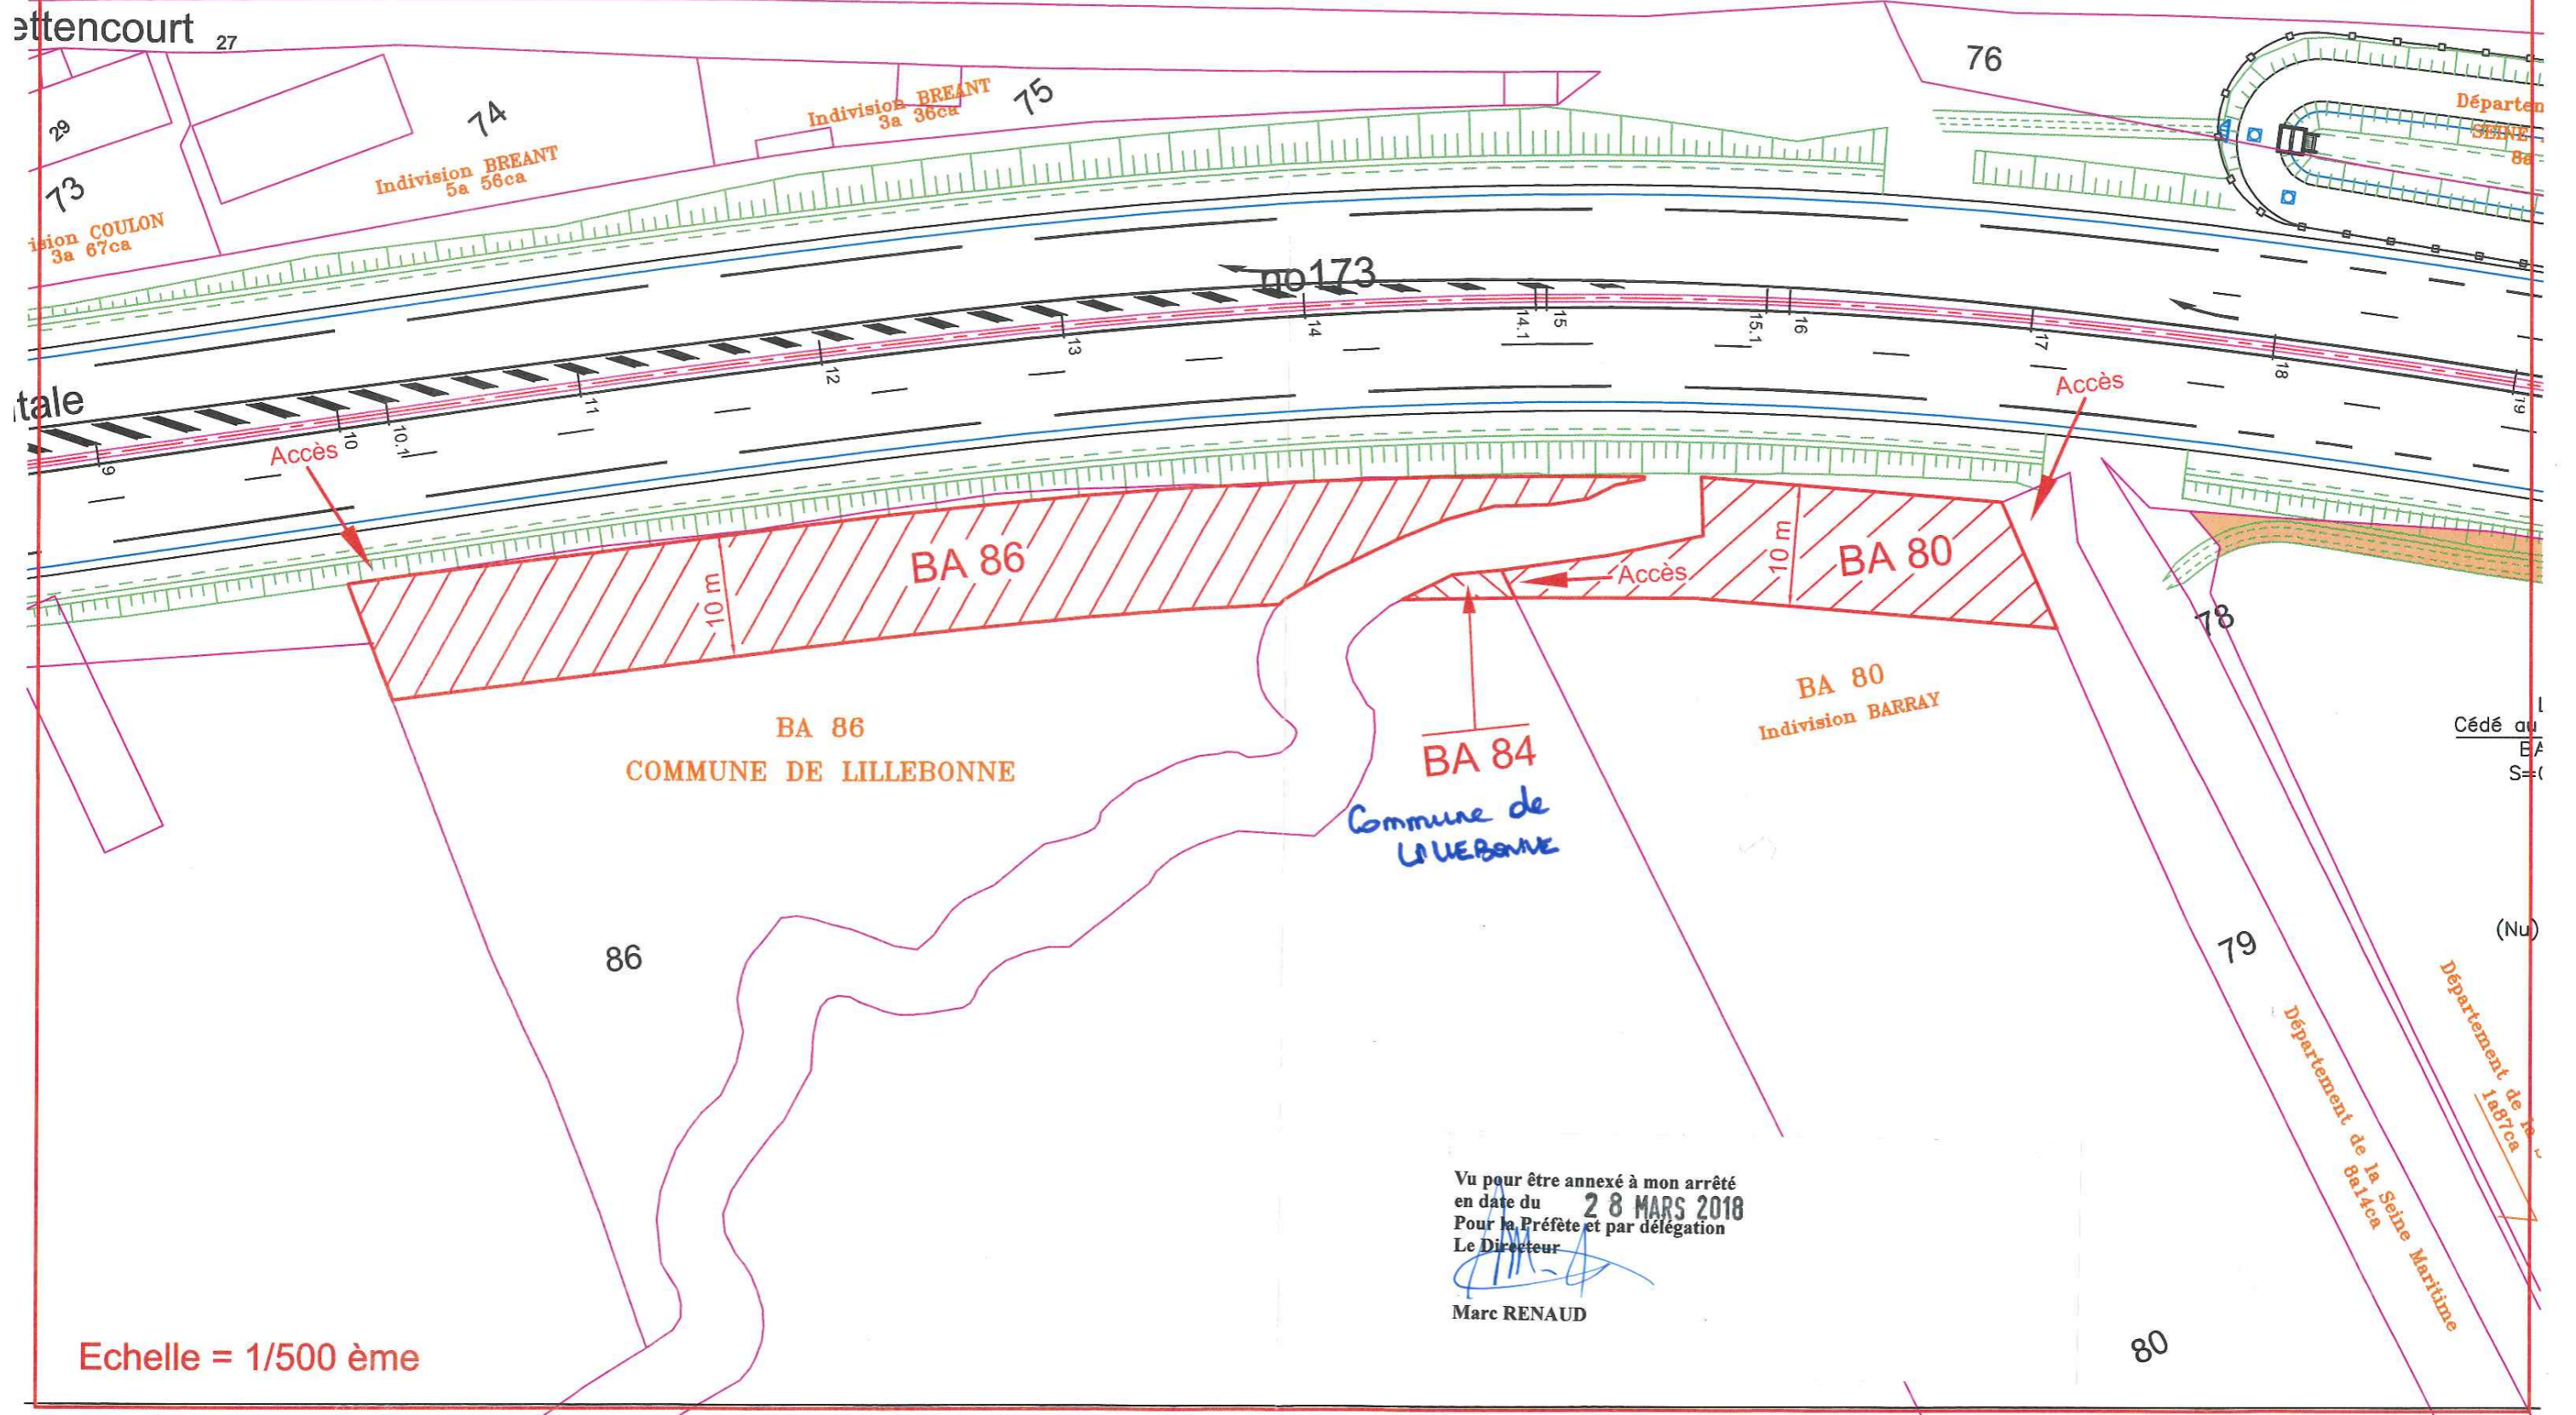 ettencourt
27
76
29
74
75
Indivision BREANT
3a 36ca
Indivision BREANT
5a 56ca
73
ision COULON
3a 67ca
Départem
SEINE
8a
no173
tale
9
10
10.1
11
12
13
14
14.1
15
15.1
16
17
18
19
Accès
Accès
BA 86
10 m
10 m
BA 80
Accès
78
BA 86
COMMUNE DE LILLEBONNE
BA 84
Commune de
LILLEBONNE
BA 80
Indivision BARRAY
Cédé au
BA
S=
(Nu)
86
79
Département de la Seine Maritime
8a14ca
Département de la
1a87ca
80
Vu pour être annexé à mon arrêté
en date du 28 MARS 2018
Pour la Préfète et par délégation
Le Directeur
Marc RENAUD
Echelle = 1/500 ème